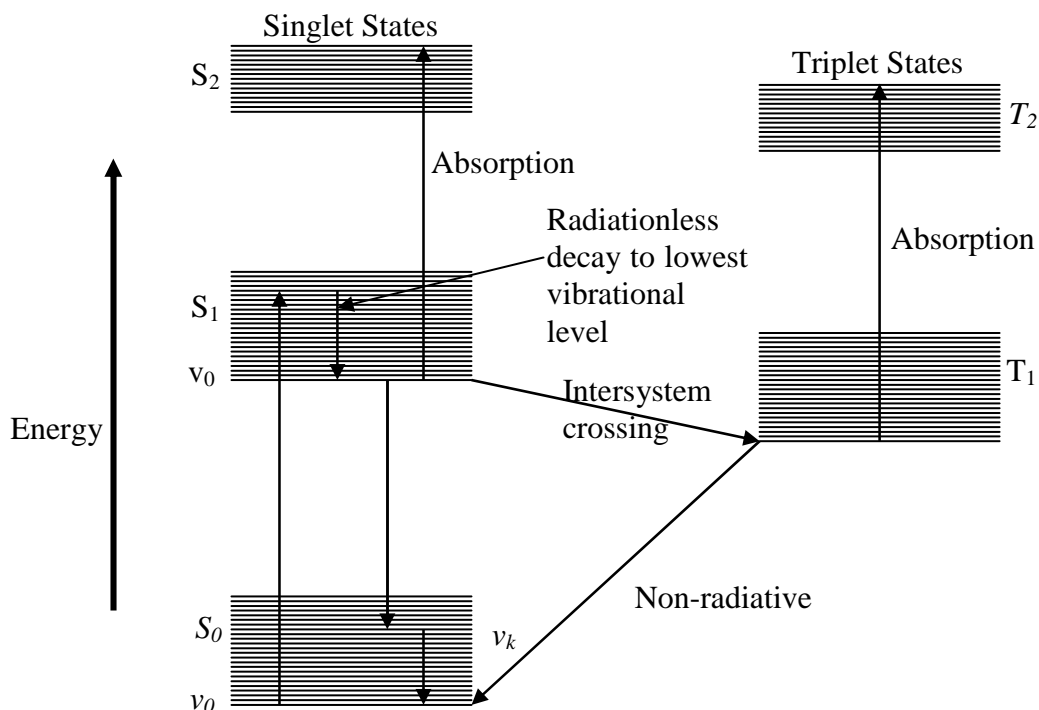 Singlet States
S2
Triplet States
T2
Absorption
Radiationless
decay to lowest
vibrational
level
Absorption
S1
v0
T1
Intersystem
crossing
Energy
Non-radiative
S0
vk
v0